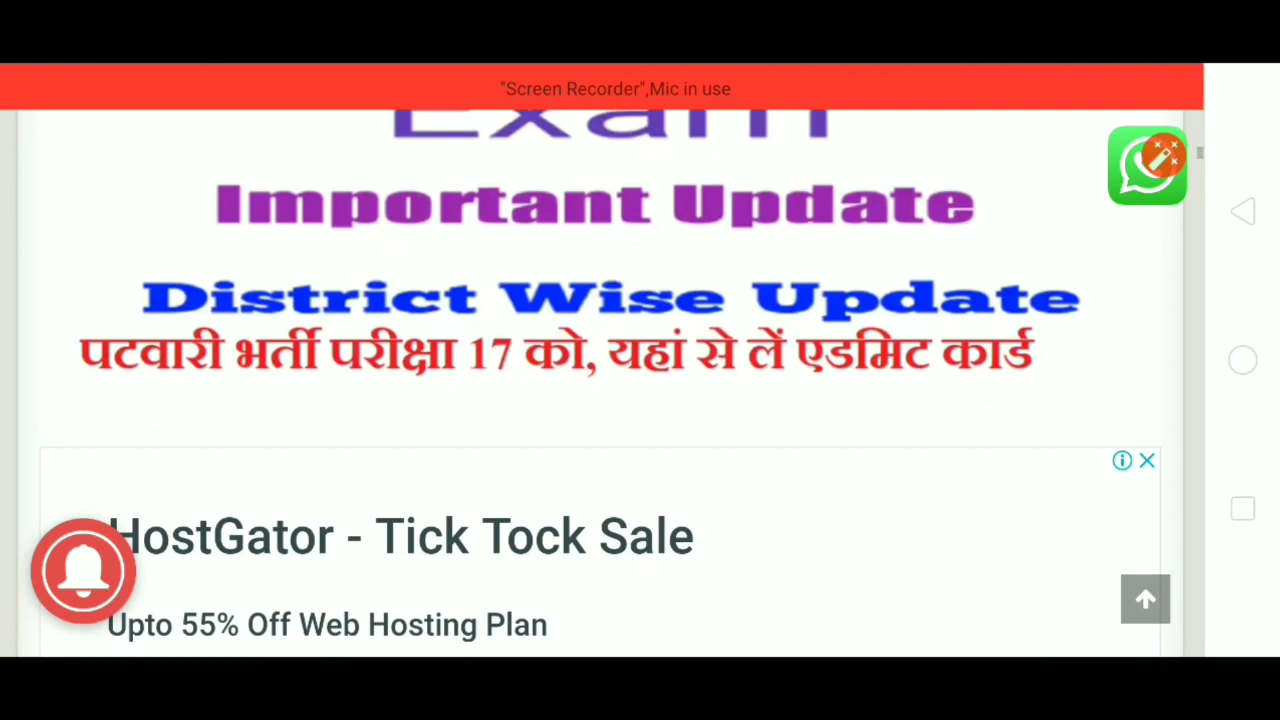 "Screen Recorder",Mic in use
Exam
Important Update
District Wise Update
पटवारी भर्ती परीक्षा 17 को, यहां से लें एडमिट कार्ड
HostGator - Tick Tock Sale
Upto 55% Off Web Hosting Plan